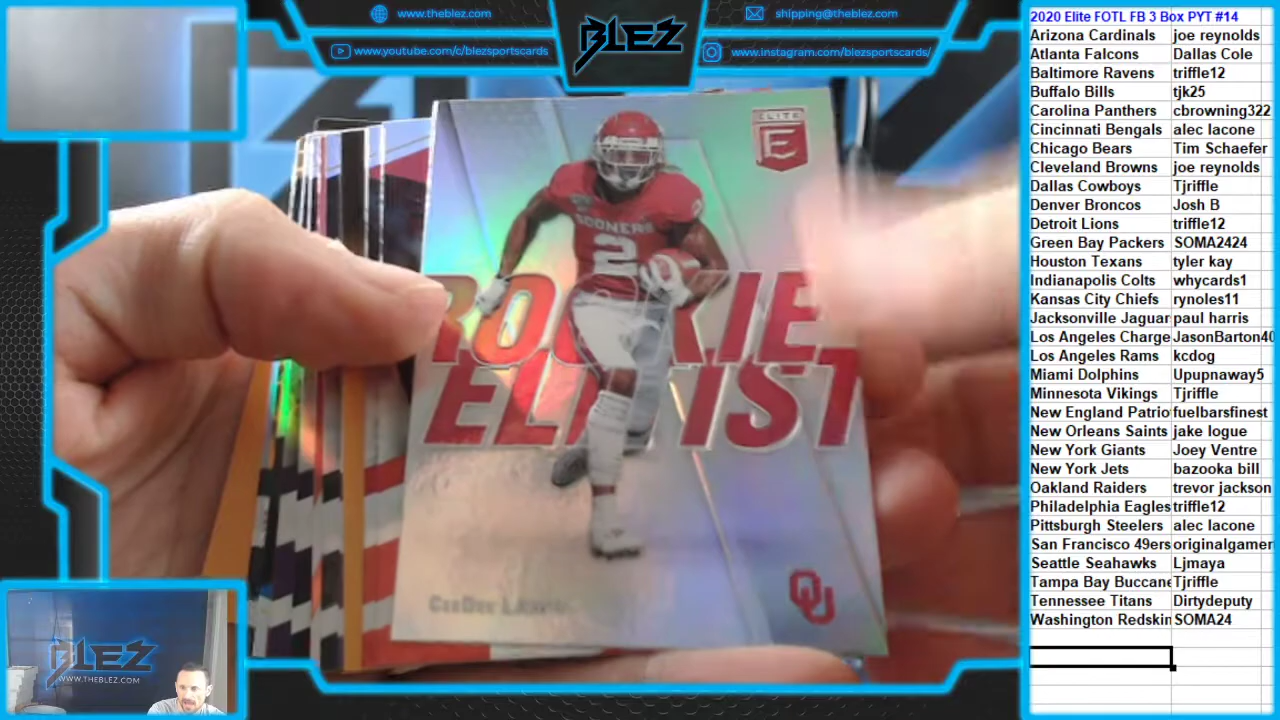 www.theblez.com
www.youtube.com/c/blezsportscards/
BLEZ
shipping@theblez.com
www.instagram.com/blezsportscards/
ELITE
E
SOONERS
2
2
ROOKIE
ELITIST
CeeDee Lamb
OU
BLEZ
WWW.THEBLEZ.COM
2020 Elite FOTL FB 3 Box PYT #14
Arizona Cardinals joe reynolds
Atlanta Falcons Dallas Cole
Baltimore Ravens triffle12
Buffalo Bills tjk25
Carolina Panthers cbrowning322
Cincinnati Bengals alec lacone
Chicago Bears Tim Schaefer
Cleveland Browns joe reynolds
Dallas Cowboys Tjriffle
Denver Broncos Josh B
Detroit Lions triffle12
Green Bay Packers SOMA2424
Houston Texans tyler kay
Indianapolis Colts whycards1
Kansas City Chiefs rynoles11
Jacksonville Jaguar paul harris
Los Angeles Charge JasonBarton40
Los Angeles Rams kcdog
Miami Dolphins Upupnaway5
Minnesota Vikings Tjriffle
New England Patrio fuelbarsfinest
New Orleans Saints jake logue
New York Giants Joey Ventre
New York Jets bazooka bill
Oakland Raiders trevor jackson
Philadelphia Eagles triffle12
Pittsburgh Steelers alec lacone
San Francisco 49ers originalgamer
Seattle Seahawks Ljmaya
Tampa Bay Buccane Tjriffle
Tennessee Titans Dirtydeputy
Washington Redskin SOMA24